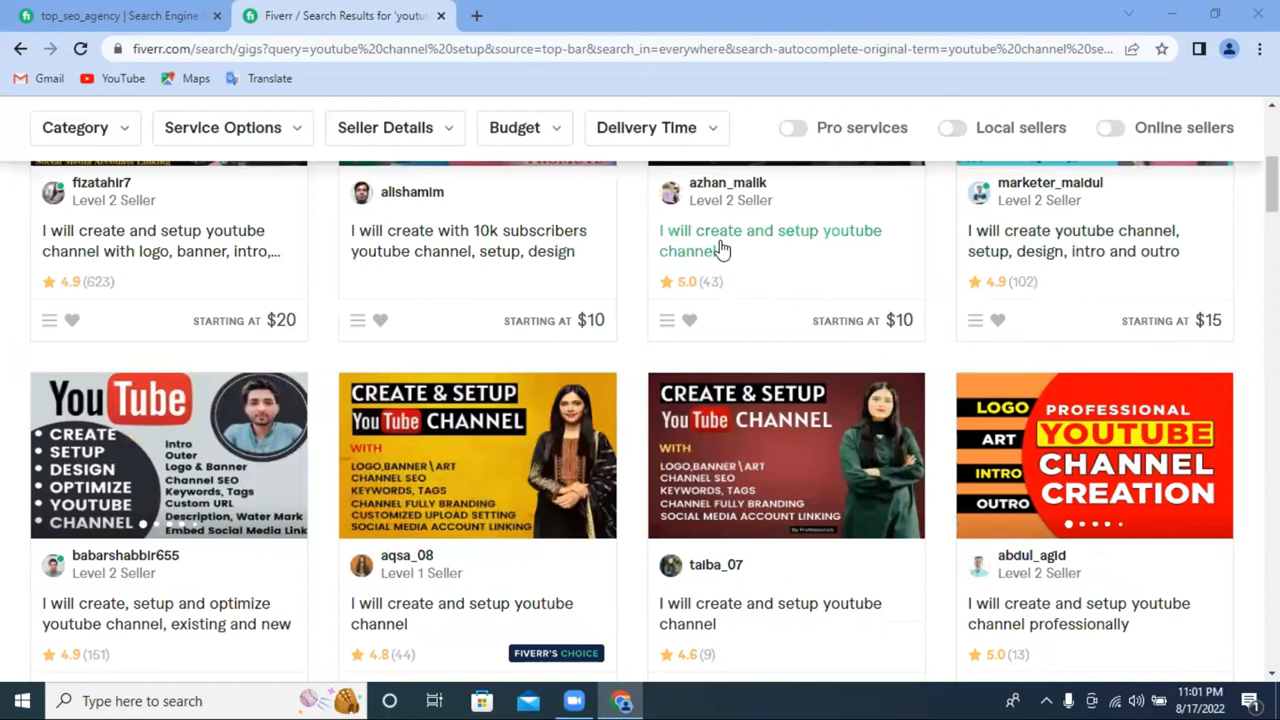 top_seo_agency | Search Engine
Fiverr / Search Results for 'youtu
fiverr.com/search/gigs?query=youtube%20channel%20setup&source=top-bar&search_in=everywhere&search-autocomplete-original-term=youtube%20channel%20se...
Gmail YouTube Maps Translate
Category Service Options Seller Details Budget Delivery Time Pro services Local sellers Online sellers
fizatahir7
Level 2 Seller
I will create and setup youtube
channel with logo, banner, intro,...
4.9 (623)
STARTING AT $20
alishamim
I will create with 10k subscribers
youtube channel, setup, design
STARTING AT $10
azhan_malik
Level 2 Seller
I will create and setup youtube
channel
5.0 (43)
STARTING AT $10
marketer_maidul
Level 2 Seller
I will create youtube channel,
setup, design, intro and outro
4.9 (102)
STARTING AT $15
YouTube
• CREATE
• SETUP
• DESIGN
• OPTIMIZE
• YOUTUBE
• CHANNEL
Intro
Outer
Logo & Banner
Channel SEO
Keywords, Tags
Custom URL
Description, Water Mark
Embed Social Media Link
babarshabbir655
Level 2 Seller
I will create, setup and optimize
youtube channel, existing and new
4.9 (151)
CREATE & SETUP
YouTube CHANNEL
WITH
LOGO,BANNER\ART
CHANNEL SEO
KEYWORDS, TAGS
CHANNEL FULLY BRANDING
CUSTOMIZED UPLOAD SETTING
SOCIAL MEDIA ACCOUNT LINKING
aqsa_08
Level 1 Seller
I will create and setup youtube
channel
4.8 (44)
FIVERR'S CHOICE
CREATE & SETUP
YouTube CHANNEL
WITH
LOGO,BANNER\ART
CHANNEL SEO
KEYWORDS, TAGS
CHANNEL FULLY BRANDING
CUSTOMIZED UPLOAD SETTING
SOCIAL MEDIA ACCOUNT LINKING
By Professionals
taiba_07
I will create and setup youtube
channel
4.6 (9)
LOGO
ART
INTRO
OUTRO
PROFESSIONAL
YOUTUBE
CHANNEL
CREATION
abdul_agid
Level 2 Seller
I will create and setup youtube
channel professionally
5.0 (13)
Type here to search
11:01 PM
8/17/2022
1